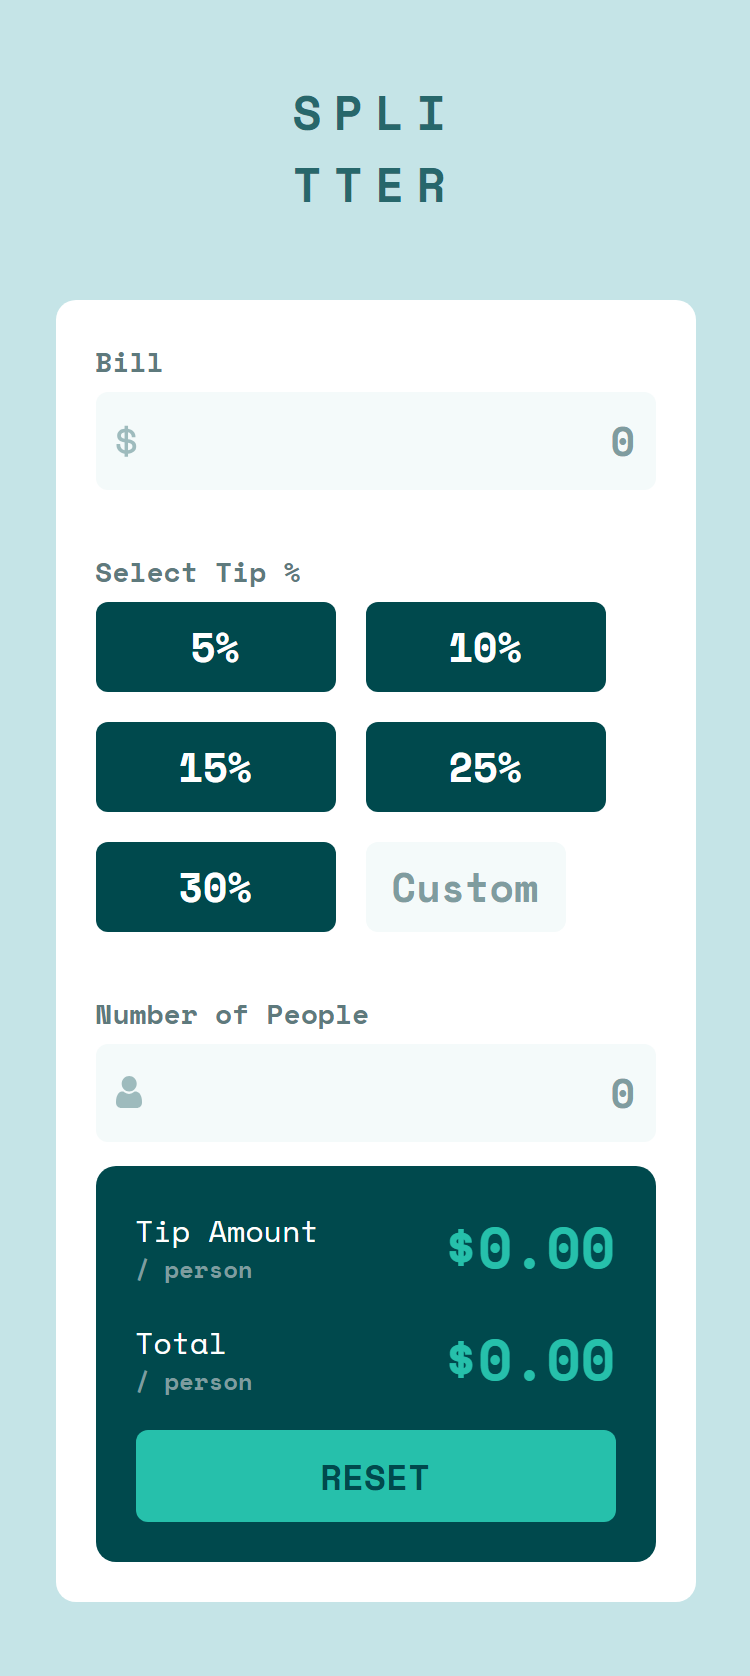 SPLI
TTER
Bill
$ 0
Select Tip %
5% 10%
15% 25%
30% Custom
Number of People
0
Tip Amount
/ person
$0.00
Total
/ person
$0.00
RESET